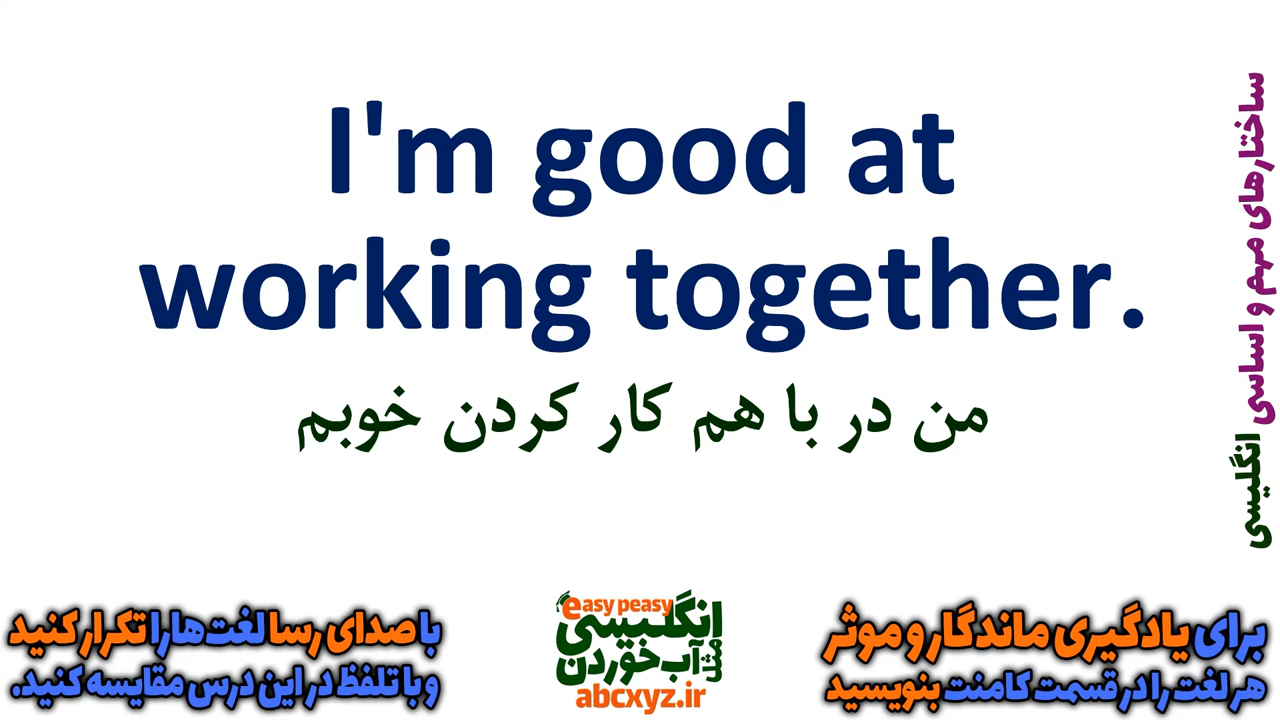 I'm good at
working together.
من در با هم کار کردن خوبم
ساختارهای مهم و اساسی انگلیسی
برای یادگیری ماندگار و موثر
هر لغت را در قسمت کامنت بنویسید
easy peasy
انگلیسی
مثل آب خوردن
abcxyz.ir
با صدای رسا لغت‌ها را تکرار کنید
و با تلفظ در این درس مقایسه کنید.